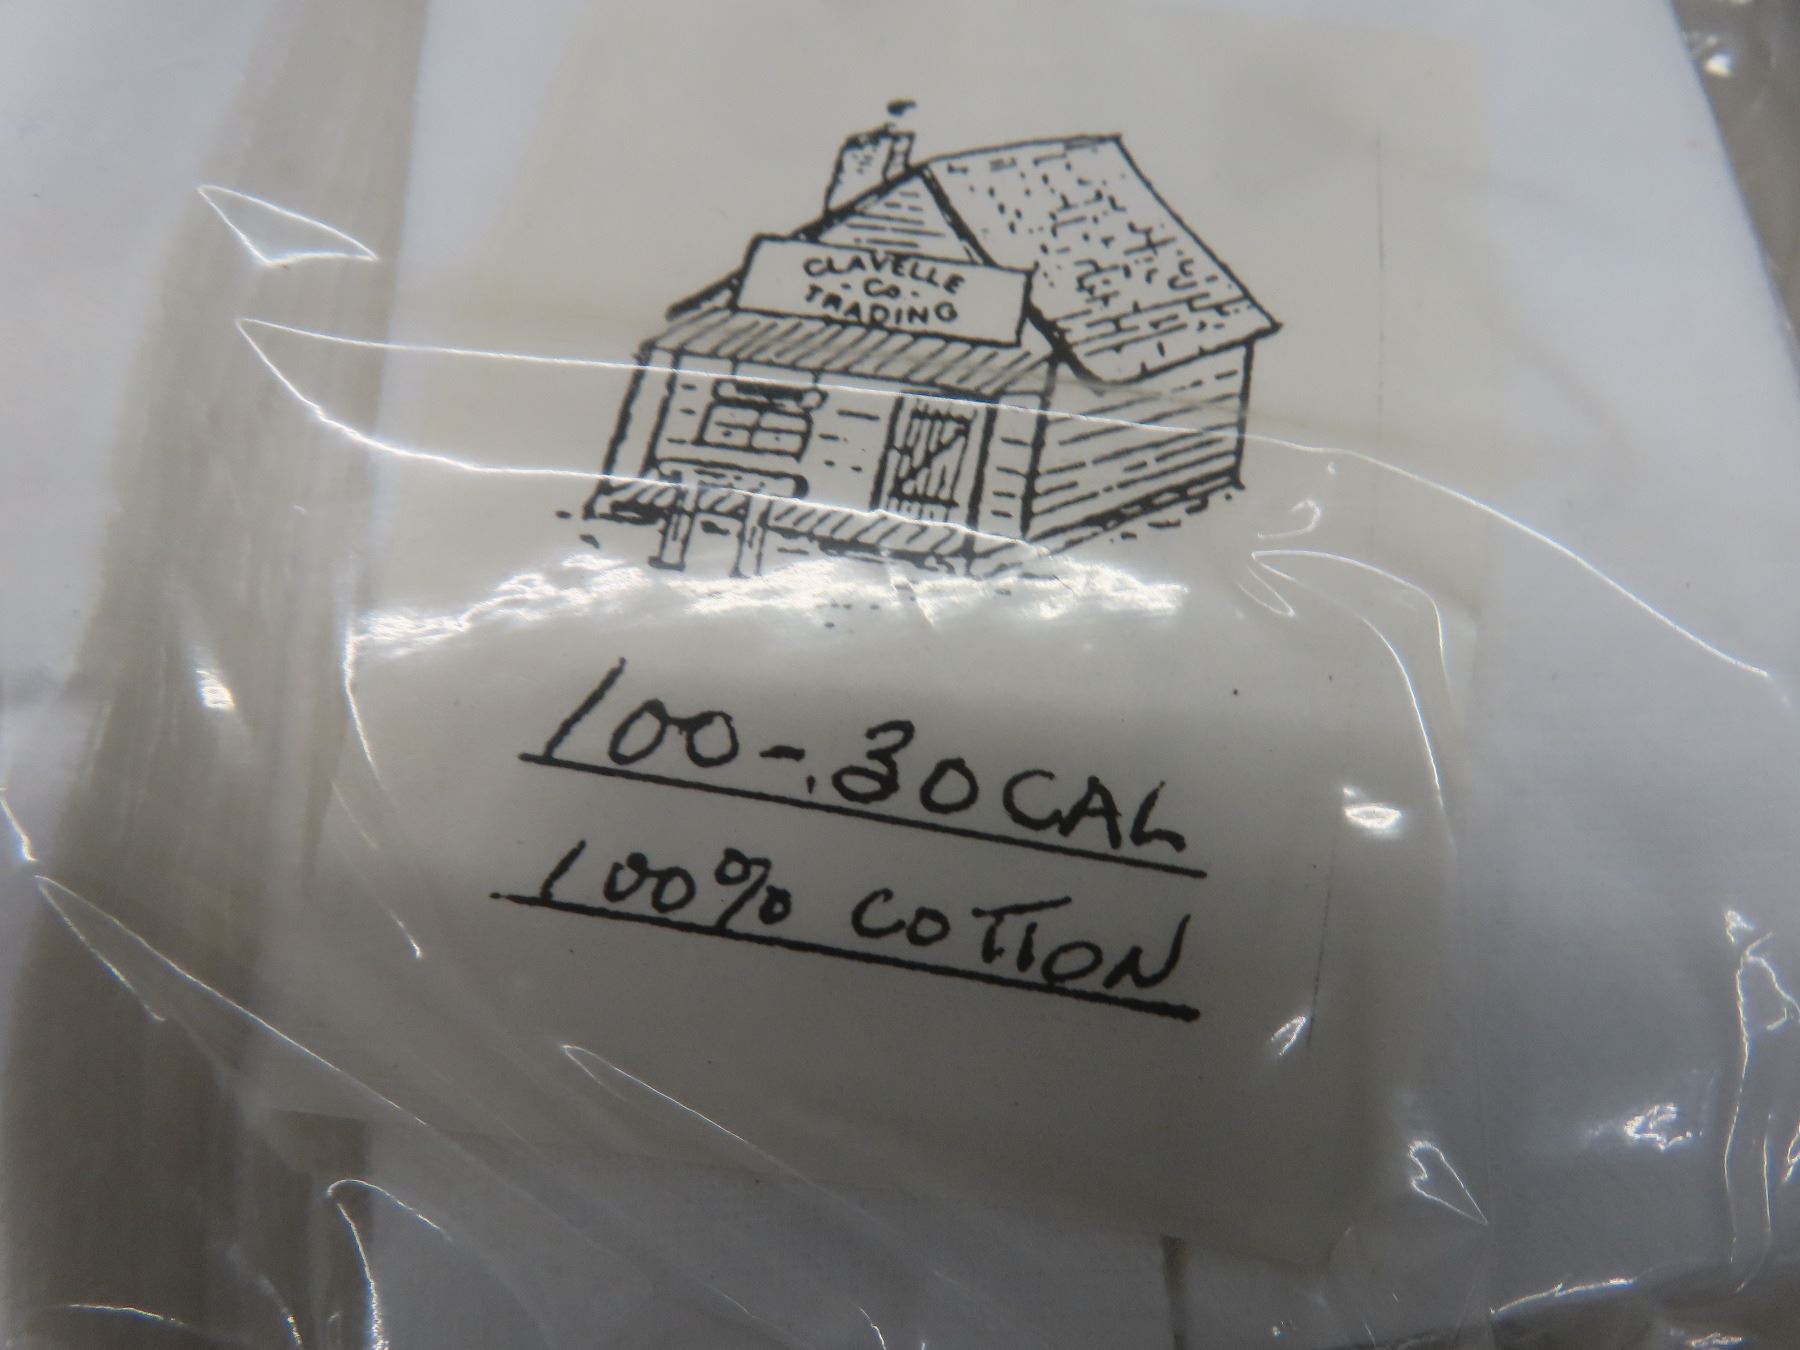 CLAVELLE
- CO -
TRADING
100 - .30 CAL
100% COTTON